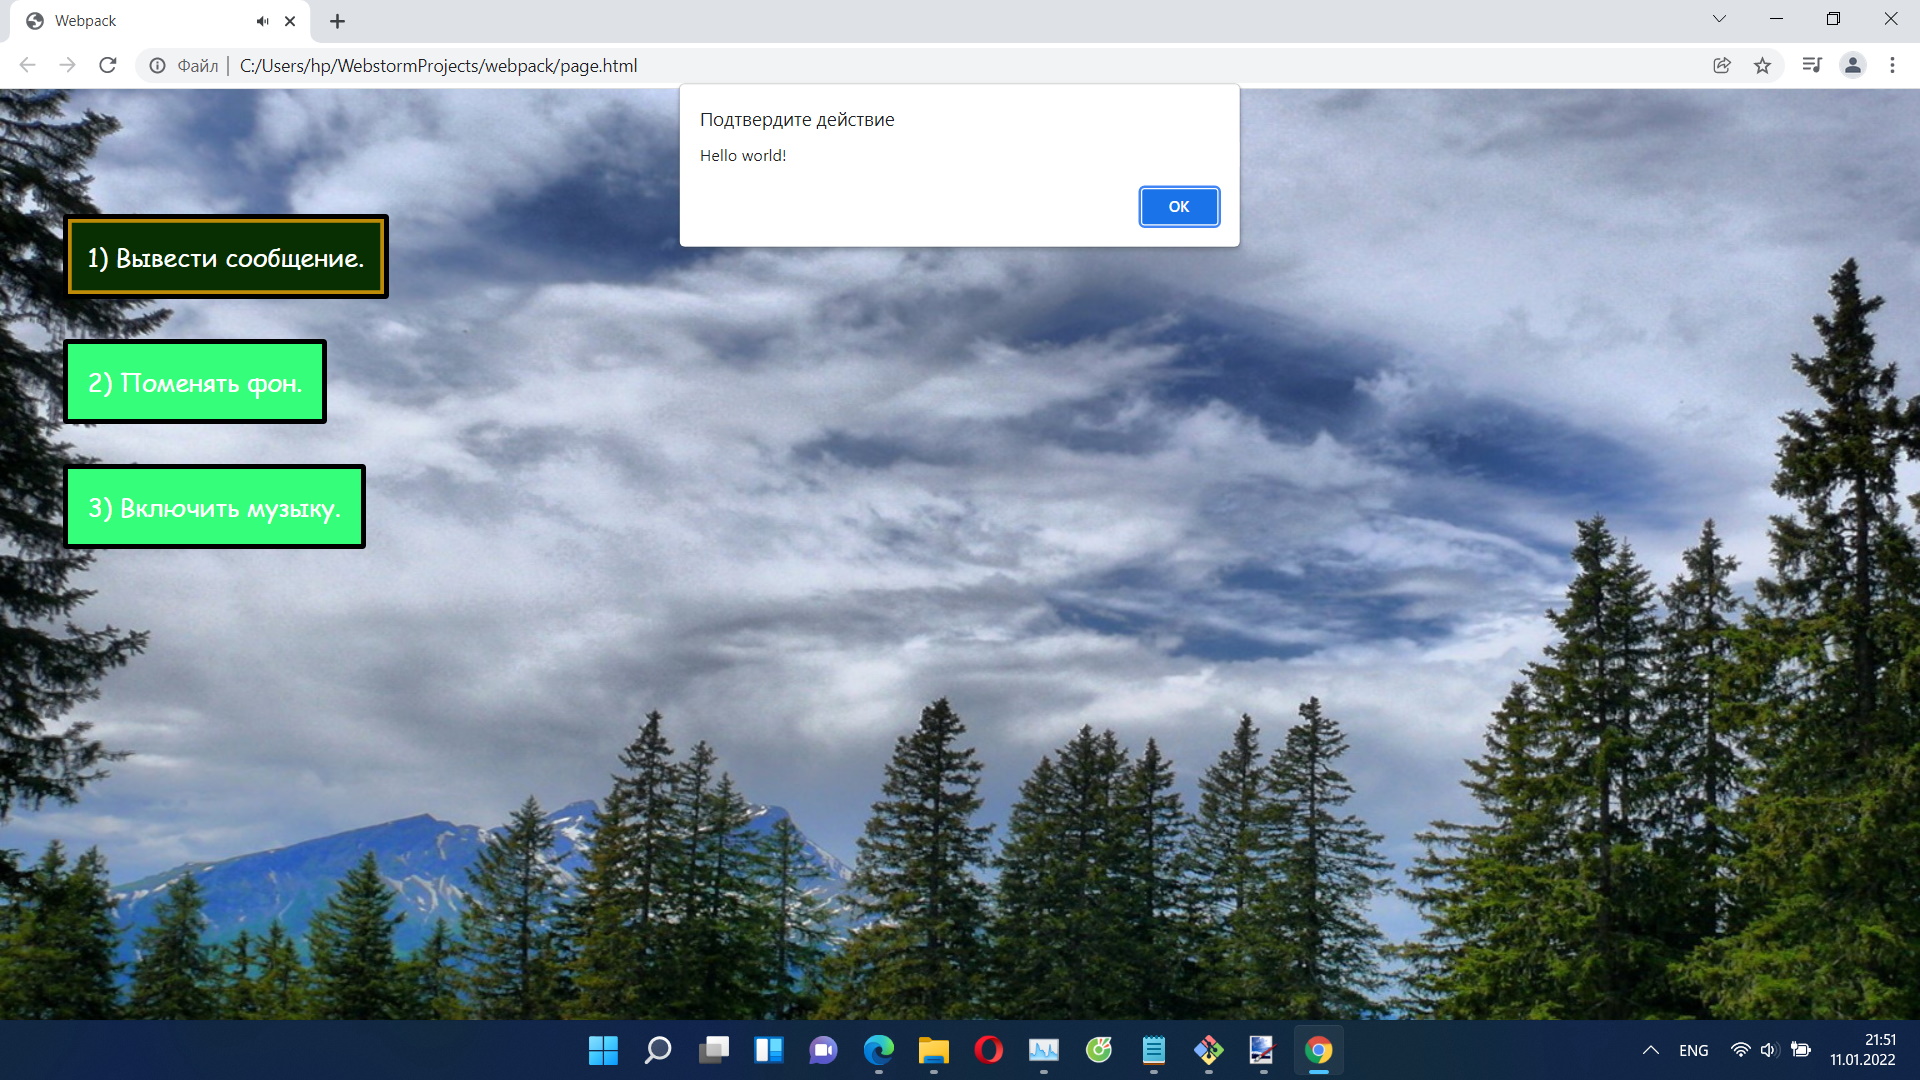 Webpack
Файл | C:/Users/hp/WebstormProjects/webpack/page.html
Подтвердите действие
Hello world!
OK
1) Вывести сообщение.
2) Поменять фон.
3) Включить музыку.
ENG
21:51
11.01.2022